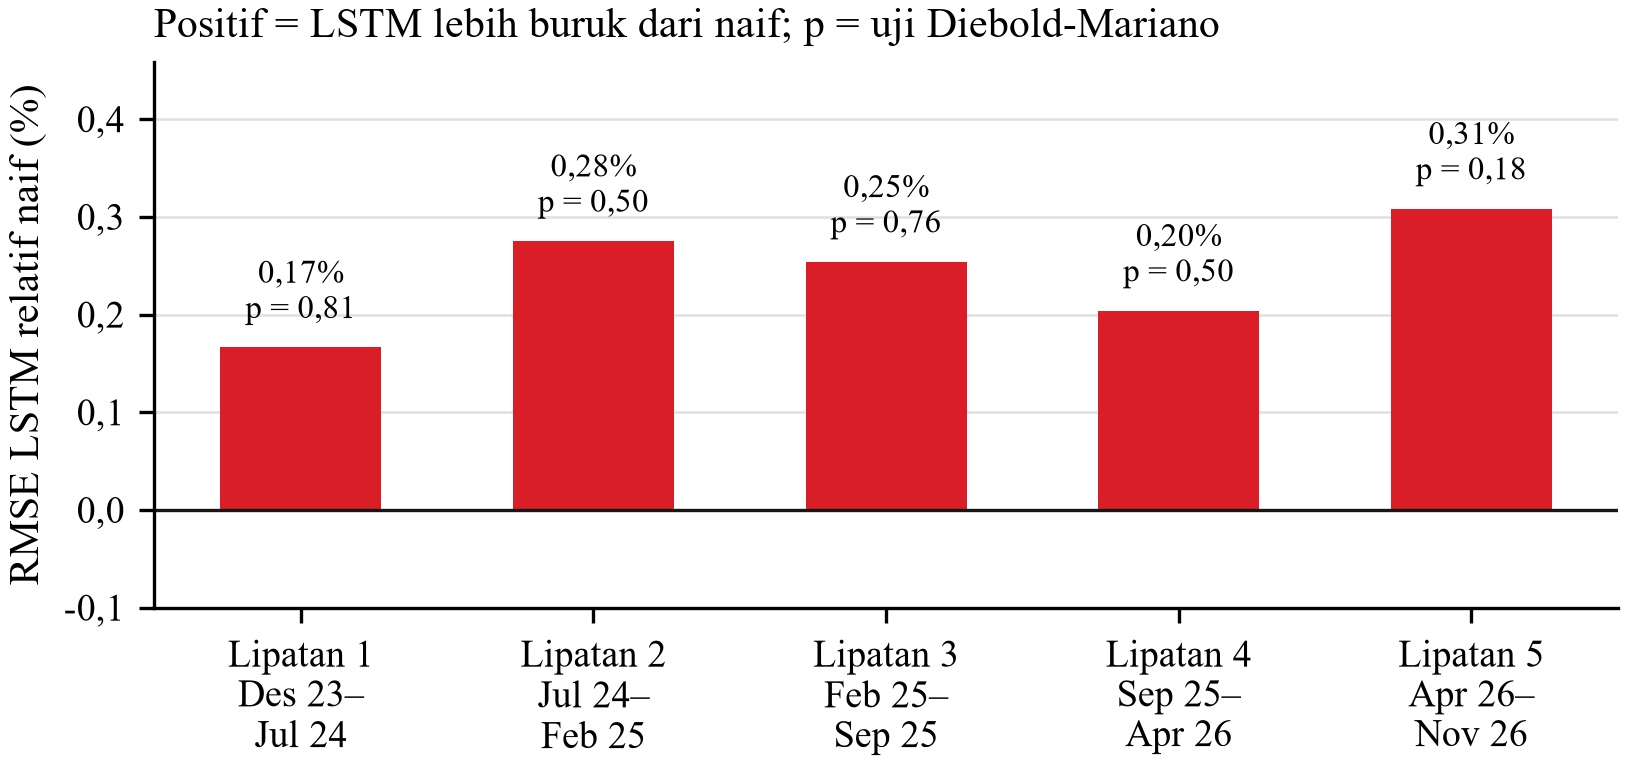 Positif = LSTM lebih buruk dari naif; p = uji Diebold-Mariano
RMSE LSTM relatif naif (%)
0,4
0,3
0,2
0,1
0,0
-0,1
0,17%
p = 0,81
0,28%
p = 0,50
0,25%
p = 0,76
0,20%
p = 0,50
0,31%
p = 0,18
Lipatan 1
Des 23–
Jul 24
Lipatan 2
Jul 24–
Feb 25
Lipatan 3
Feb 25–
Sep 25
Lipatan 4
Sep 25–
Apr 26
Lipatan 5
Apr 26–
Nov 26